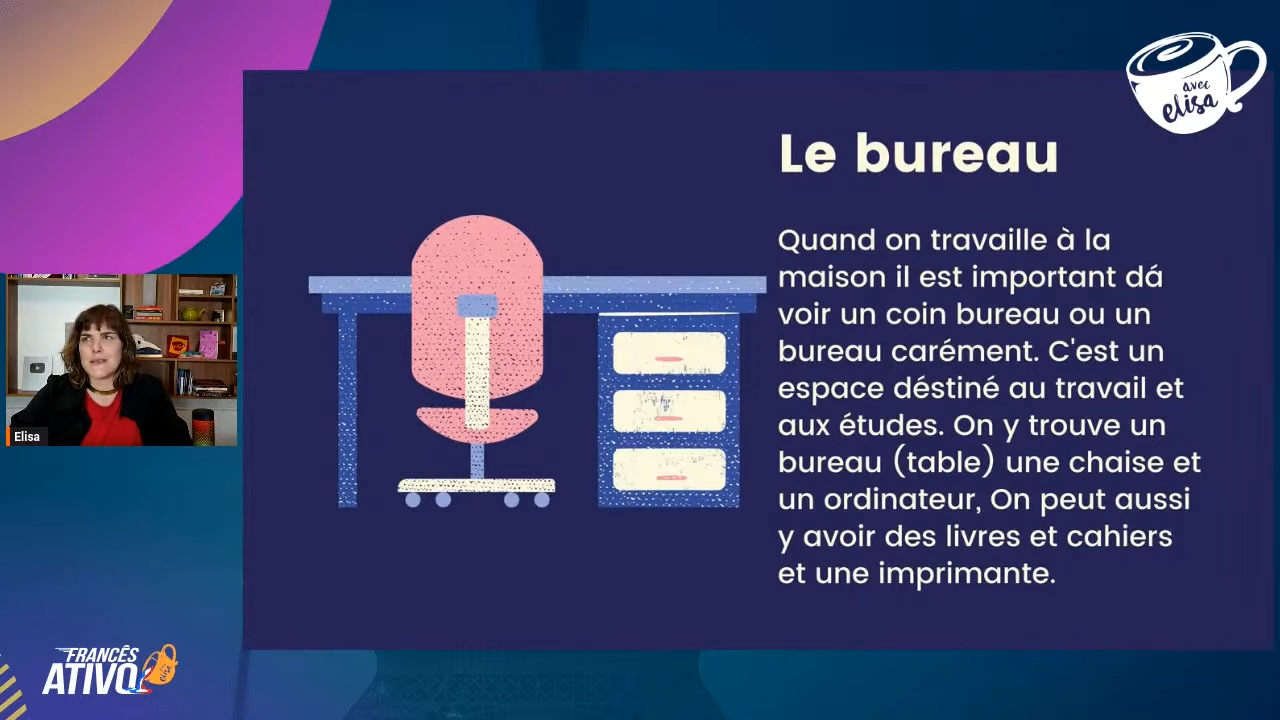 avec
elisa
Le bureau
Quand on travaille à la
maison il est important dá
voir un coin bureau ou un
bureau carément. C'est un
espace déstiné au travail et
aux études. On y trouve un
bureau (table) une chaise et
un ordinateur, On peut aussi
y avoir des livres et cahiers
et une imprimante.
Elisa
FRANCÊS
ATIVO
elisa